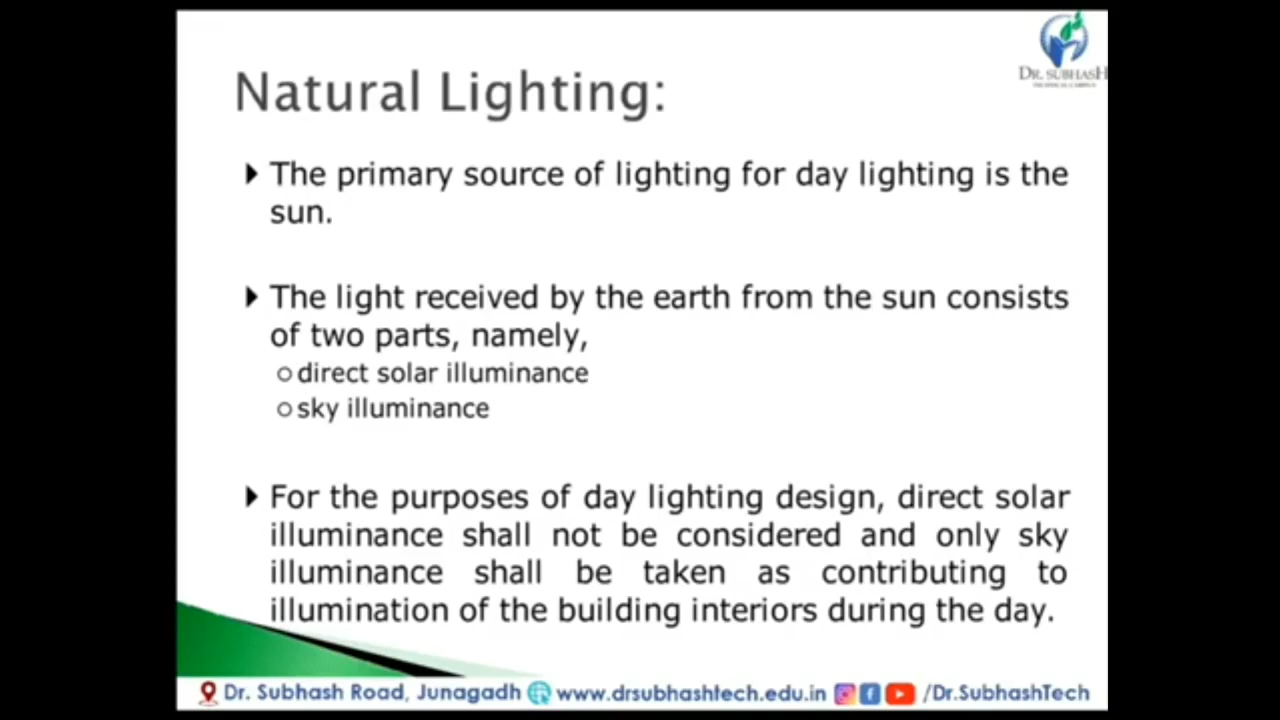 DR. SUBHASH
Natural Lighting:
The primary source of lighting for day lighting is the
sun.
The light received by the earth from the sun consists
of two parts, namely,
direct solar illuminance
sky illuminance
For the purposes of day lighting design, direct solar
illuminance shall not be considered and only sky
illuminance shall be taken as contributing to
illumination of the building interiors during the day.
Dr. Subhash Road, Junagadh www.drsubhashtech.edu.in /Dr.SubhashTech